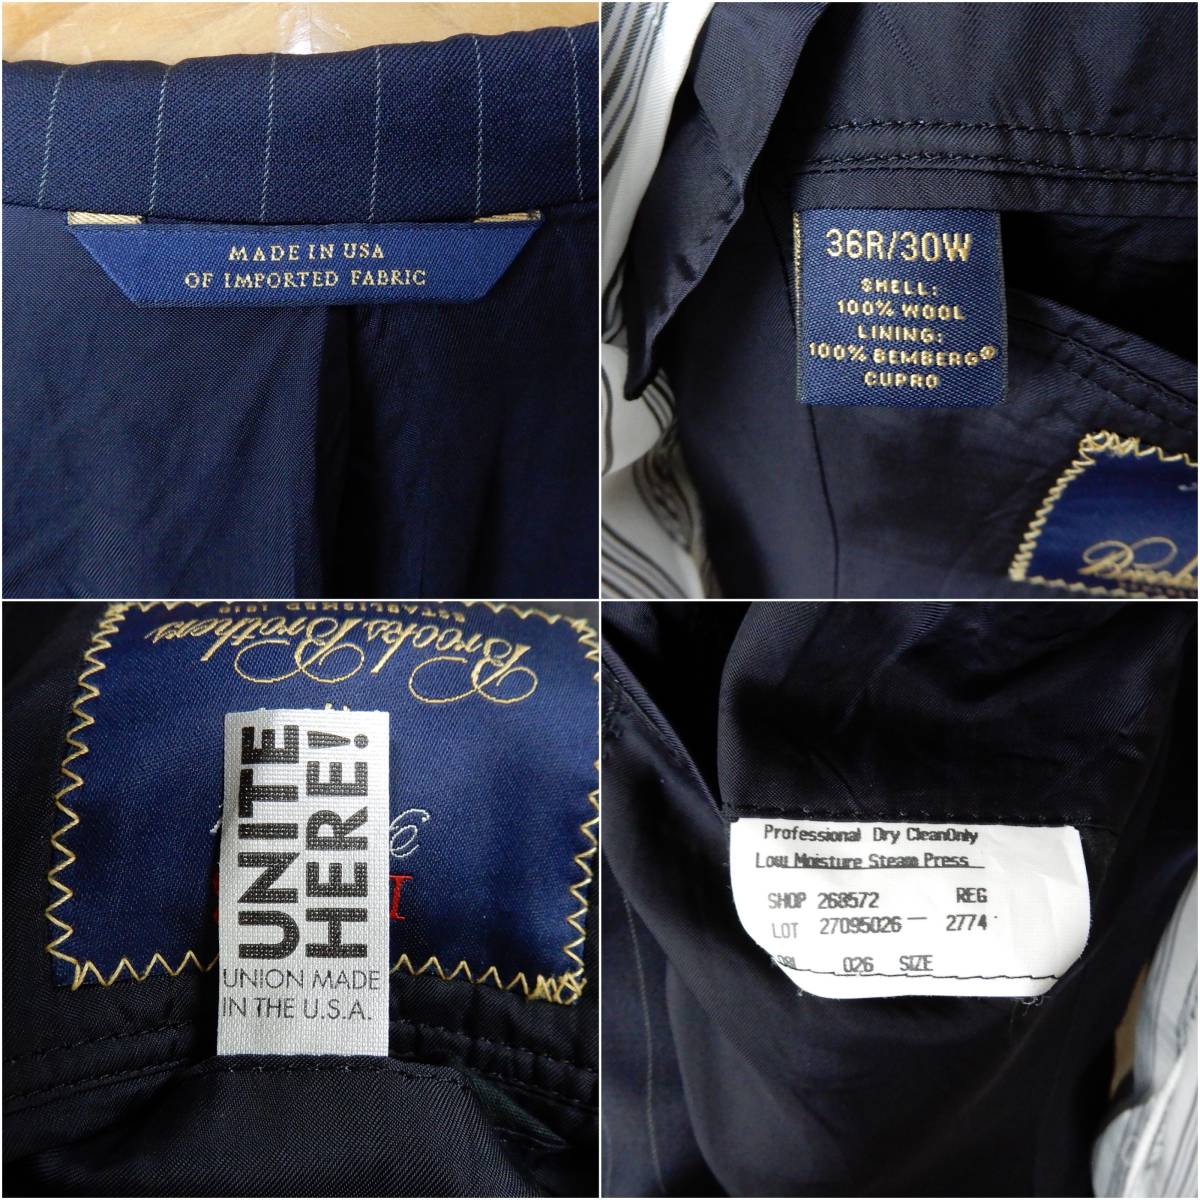 MADE IN USA
OF IMPORTED FABRIC
36R/30W
SHELL:
100% WOOL
LINING:
100% BEMBERG®
CUPRO
Brooks Brothers
ESTABLISHED 1818
UNITE
HERE!
UNION MADE
IN THE U.S.A.
Professional Dry CleanOnly
Low Moisture Steam Press
SHOP 268572 REG
LOT 27095026 2774
026 SIZE